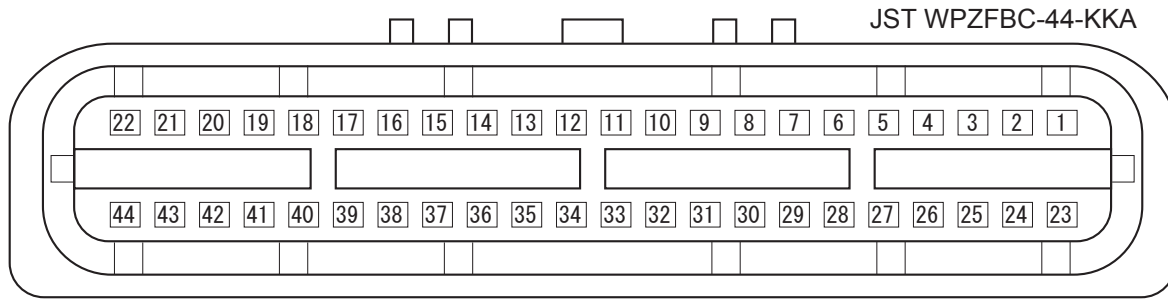 JST WPZFBC-44-KKA
22 21 20 19 18 17 16 15 14 13 12 11 10 9 8 7 6 5 4 3 2 1
44 43 42 41 40 39 38 37 36 35 34 33 32 31 30 29 28 27 26 25 24 23